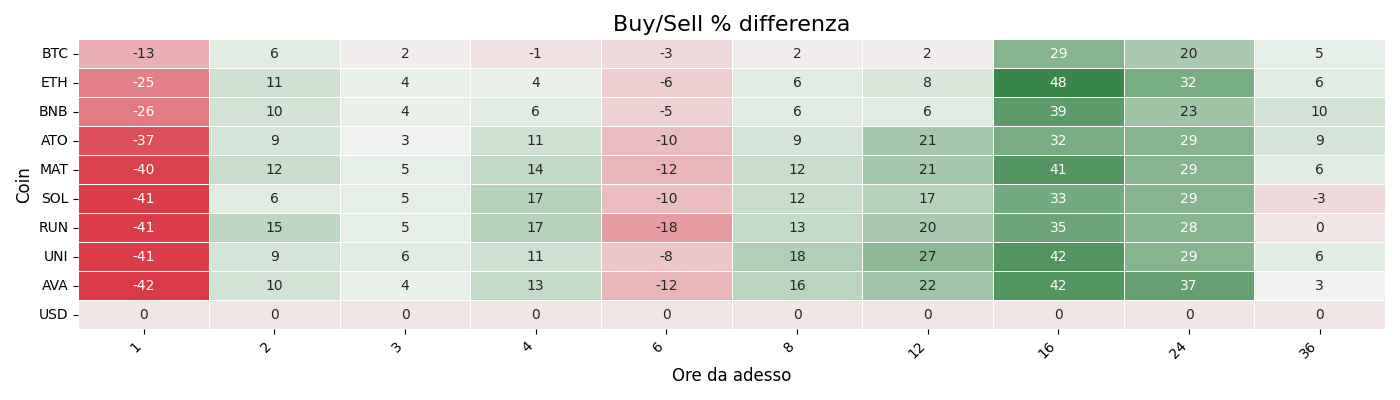 Buy/Sell % differenza
Coin
BTC -13 6 2 -1 -3 2 2 29 20 5
ETH -25 11 4 4 -6 6 8 48 32 6
BNB -26 10 4 6 -5 6 6 39 23 10
ATO -37 9 3 11 -10 9 21 32 29 9
MAT -40 12 5 14 -12 12 21 41 29 6
SOL -41 6 5 17 -10 12 17 33 29 -3
RUN -41 15 5 17 -18 13 20 35 28 0
UNI -41 9 6 11 -8 18 27 42 29 6
AVA -42 10 4 13 -12 16 22 42 37 3
USD 0 0 0 0 0 0 0 0 0 0
1 2 3 4 6 8 12 16 24 36
Ore da adesso